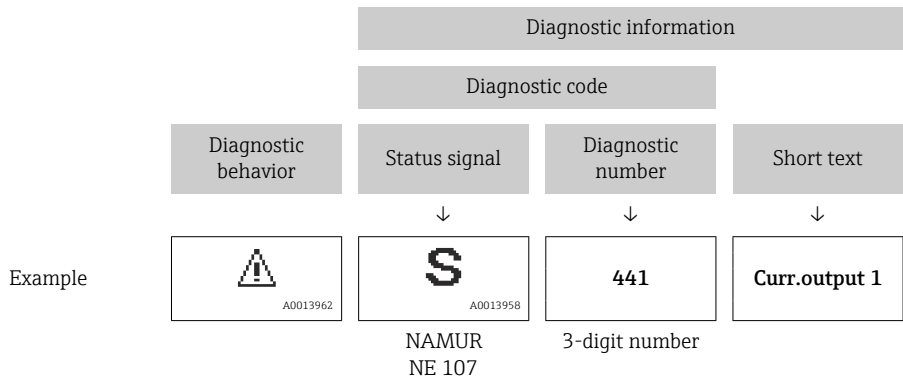 Diagnostic information
Diagnostic code
Diagnostic
behavior
Status signal
Diagnostic
number
Short text
↓ ↓ ↓
Example
S
441
Curr.output 1
A0013962
A0013958
NAMUR
NE 107
3-digit number